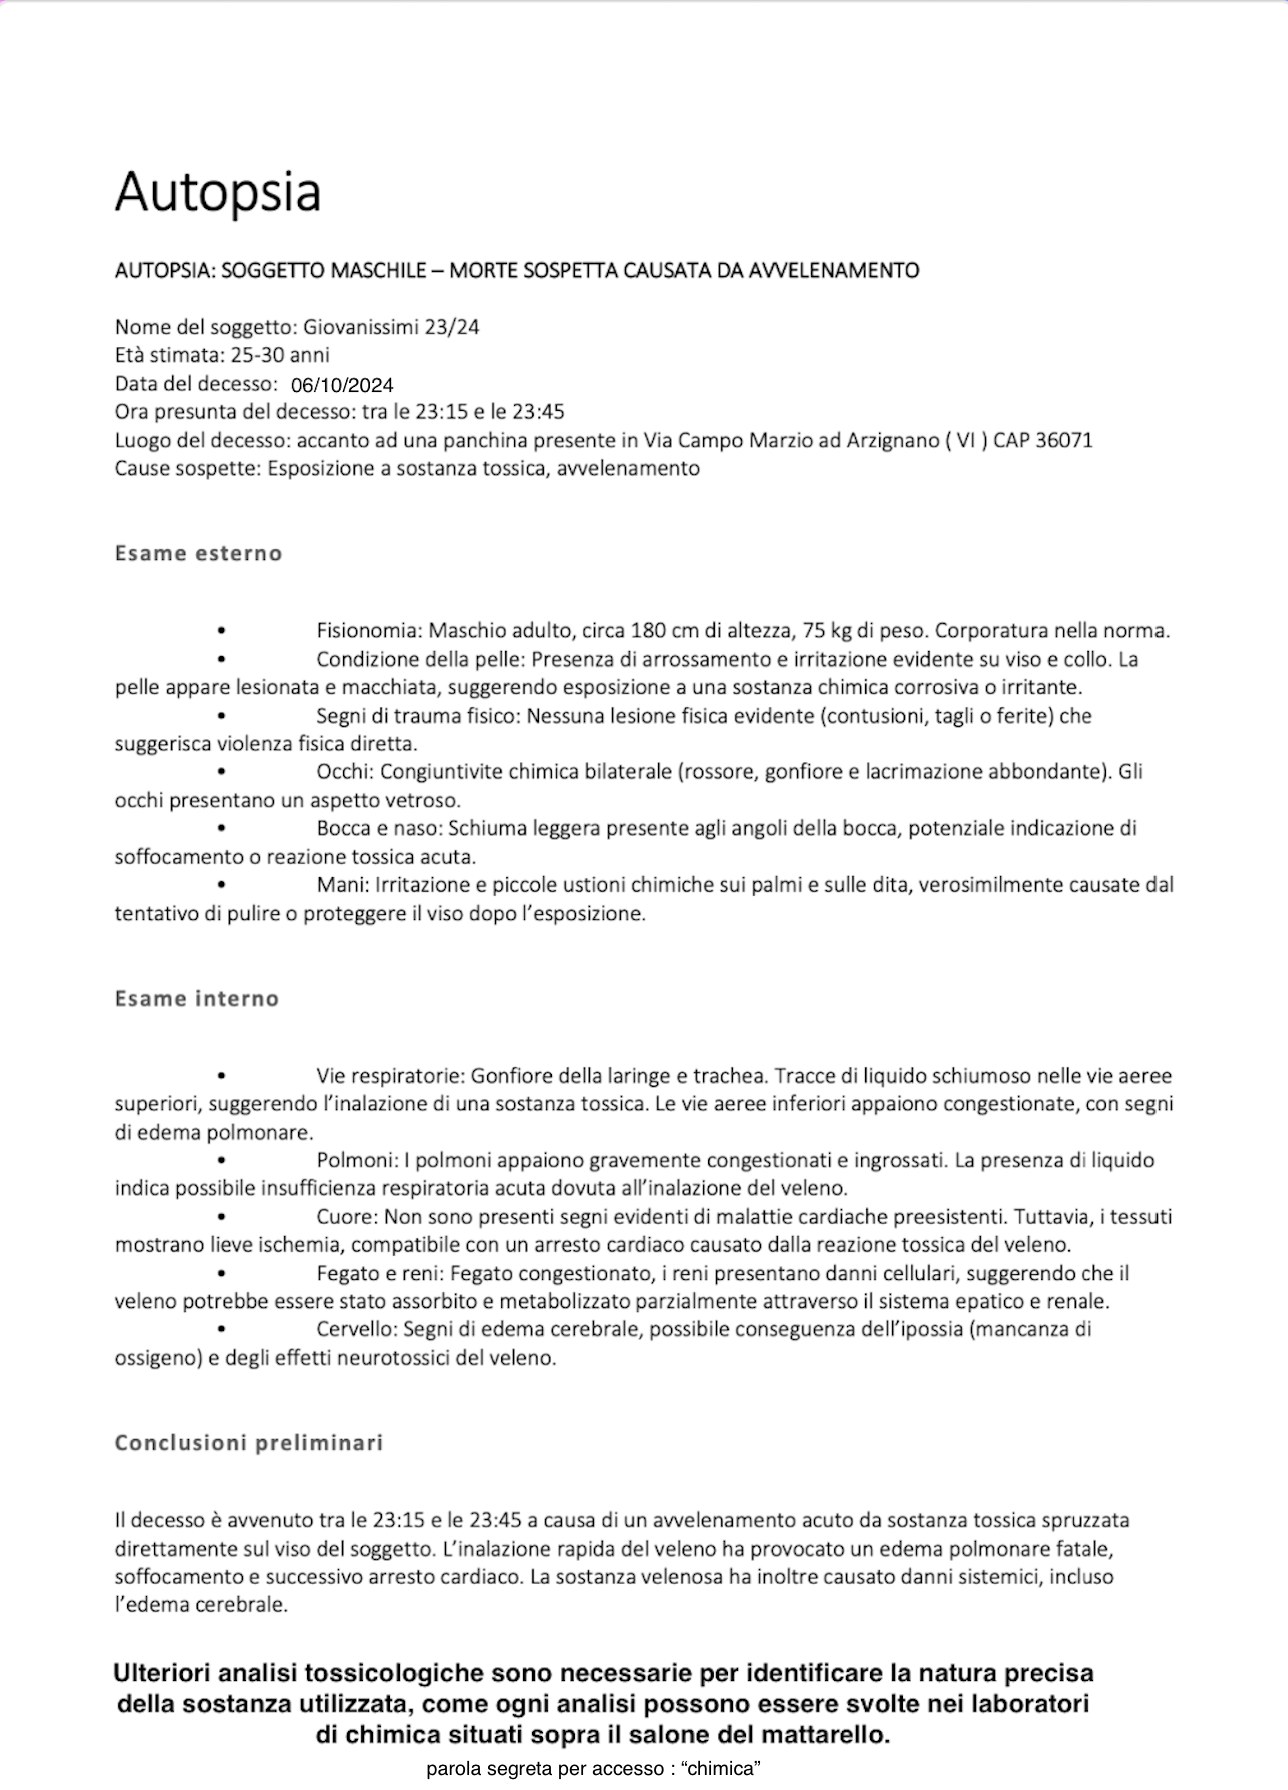 Autopsia
AUTOPSIA: SOGGETTO MASCHILE – MORTE SOSPETTA CAUSATA DA AVVELENAMENTO
Nome del soggetto: Giovanissimi 23/24
Età stimata: 25-30 anni
Data del decesso: 06/10/2024
Ora presunta del decesso: tra le 23:15 e le 23:45
Luogo del decesso: accanto ad una panchina presente in Via Campo Marzio ad Arzignano ( VI ) CAP 36071
Cause sospette: Esposizione a sostanza tossica, avvelenamento
Esame esterno
• Fisionomia: Maschio adulto, circa 180 cm di altezza, 75 kg di peso. Corporatura nella norma.
• Condizione della pelle: Presenza di arrossamento e irritazione evidente su viso e collo. La
pelle appare lesionata e macchiata, suggerendo esposizione a una sostanza chimica corrosiva o irritante.
• Segni di trauma fisico: Nessuna lesione fisica evidente (contusioni, tagli o ferite) che
suggerisca violenza fisica diretta.
• Occhi: Congiuntivite chimica bilaterale (rossore, gonfiore e lacrimazione abbondante). Gli
occhi presentano un aspetto vetroso.
• Bocca e naso: Schiuma leggera presente agli angoli della bocca, potenziale indicazione di
soffocamento o reazione tossica acuta.
• Mani: Irritazione e piccole ustioni chimiche sui palmi e sulle dita, verosimilmente causate dal
tentativo di pulire o proteggere il viso dopo l’esposizione.
Esame interno
• Vie respiratorie: Gonfiore della laringe e trachea. Tracce di liquido schiumoso nelle vie aeree
superiori, suggerendo l’inalazione di una sostanza tossica. Le vie aeree inferiori appaiono congestionate, con segni
di edema polmonare.
• Polmoni: I polmoni appaiono gravemente congestionati e ingrossati. La presenza di liquido
indica possibile insufficienza respiratoria acuta dovuta all’inalazione del veleno.
• Cuore: Non sono presenti segni evidenti di malattie cardiache preesistenti. Tuttavia, i tessuti
mostrano lieve ischemia, compatibile con un arresto cardiaco causato dalla reazione tossica del veleno.
• Fegato e reni: Fegato congestionato, i reni presentano danni cellulari, suggerendo che il
veleno potrebbe essere stato assorbito e metabolizzato parzialmente attraverso il sistema epatico e renale.
• Cervello: Segni di edema cerebrale, possibile conseguenza dell’ipossia (mancanza di
ossigeno) e degli effetti neurotossici del veleno.
Conclusioni preliminari
Il decesso è avvenuto tra le 23:15 e le 23:45 a causa di un avvelenamento acuto da sostanza tossica spruzzata
direttamente sul viso del soggetto. L’inalazione rapida del veleno ha provocato un edema polmonare fatale,
soffocamento e successivo arresto cardiaco. La sostanza velenosa ha inoltre causato danni sistemici, incluso
l’edema cerebrale.
Ulteriori analisi tossicologiche sono necessarie per identificare la natura precisa
della sostanza utilizzata, come ogni analisi possono essere svolte nei laboratori
di chimica situati sopra il salone del mattarello.
parola segreta per accesso : “chimica”